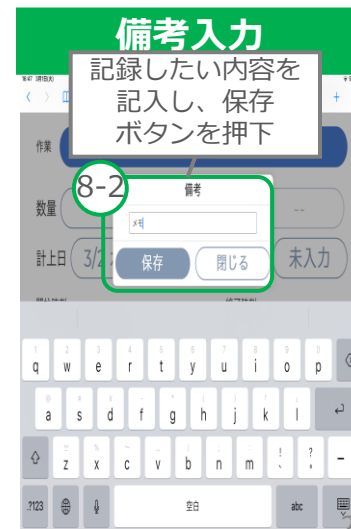 備考入力
記録したい内容を
記入し、保存
ボタンを押下
作業
8-2
備考
数量
--
メモ
計上日
3/2
保存
閉じる
未入力
q w e r t y u i o p
a s d f g h j k l
z x c v b n m ! ? -
.?123 空白 abc